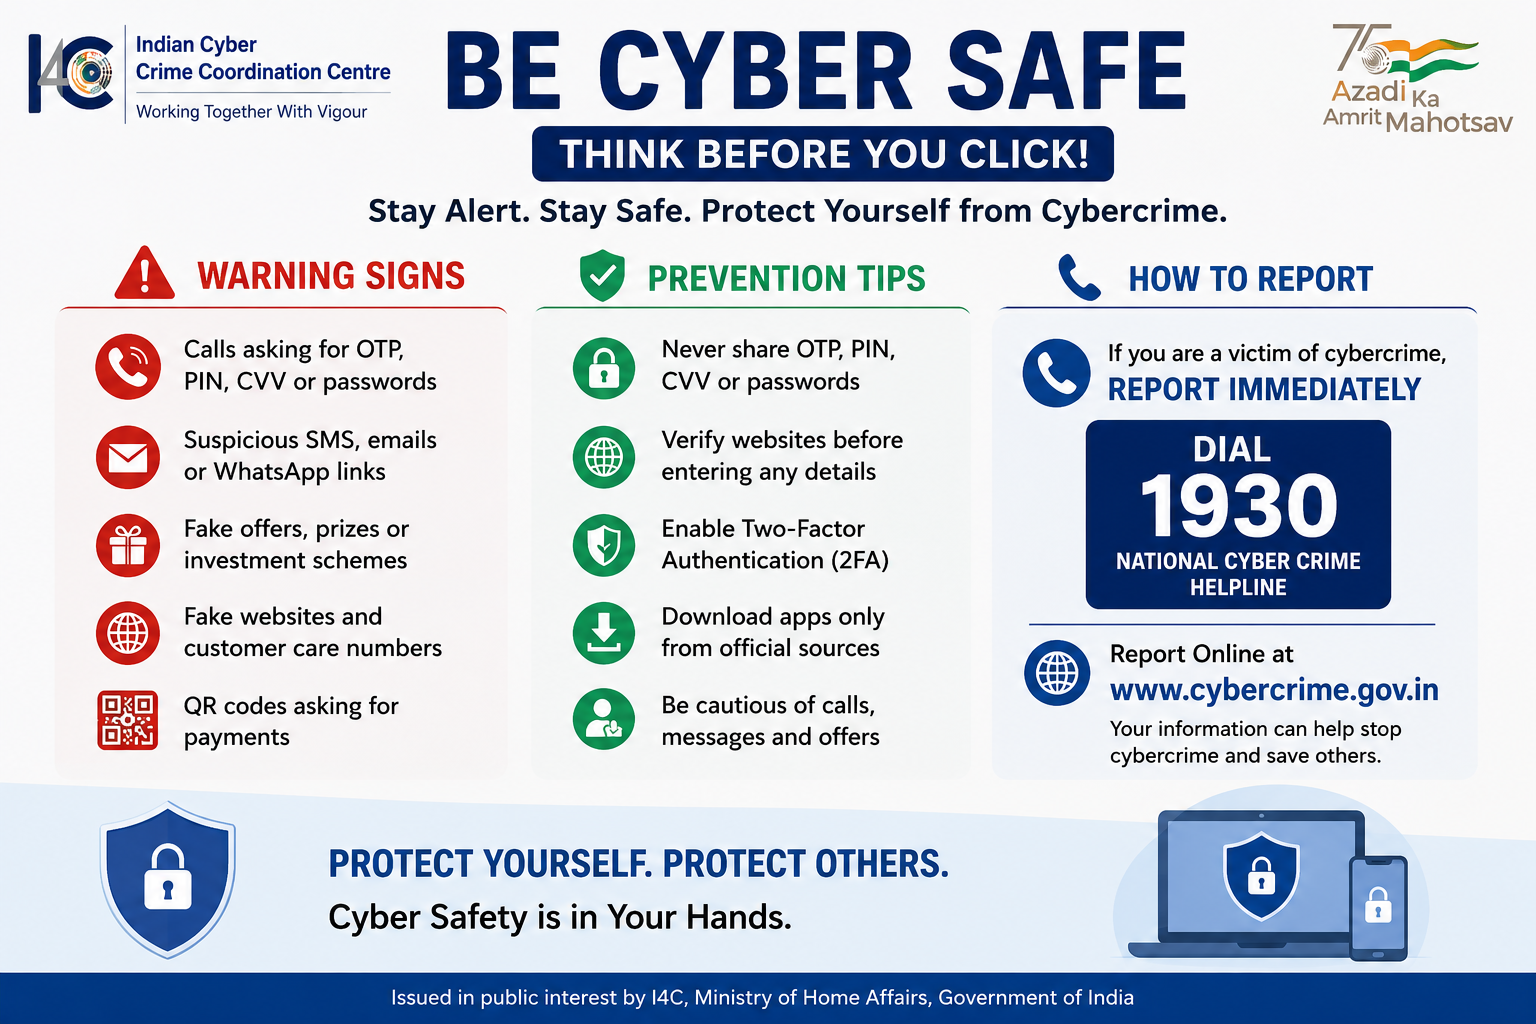 I4C
Indian Cyber
Crime Coordination Centre
Working Together With Vigour
BE CYBER SAFE
THINK BEFORE YOU CLICK!
Stay Alert. Stay Safe. Protect Yourself from Cybercrime.
75
Azadi Ka
Amrit Mahotsav
WARNING SIGNS
Calls asking for OTP,
PIN, CVV or passwords
Suspicious SMS, emails
or WhatsApp links
Fake offers, prizes or
investment schemes
Fake websites and
customer care numbers
QR codes asking for
payments
PREVENTION TIPS
Never share OTP, PIN,
CVV or passwords
Verify websites before
entering any details
Enable Two-Factor
Authentication (2FA)
Download apps only
from official sources
Be cautious of calls,
messages and offers
HOW TO REPORT
If you are a victim of cybercrime,
REPORT IMMEDIATELY
DIAL
1930
NATIONAL CYBER CRIME
HELPLINE
Report Online at
www.cybercrime.gov.in
Your information can help stop
cybercrime and save others.
PROTECT YOURSELF. PROTECT OTHERS.
Cyber Safety is in Your Hands.
Issued in public interest by I4C, Ministry of Home Affairs, Government of India